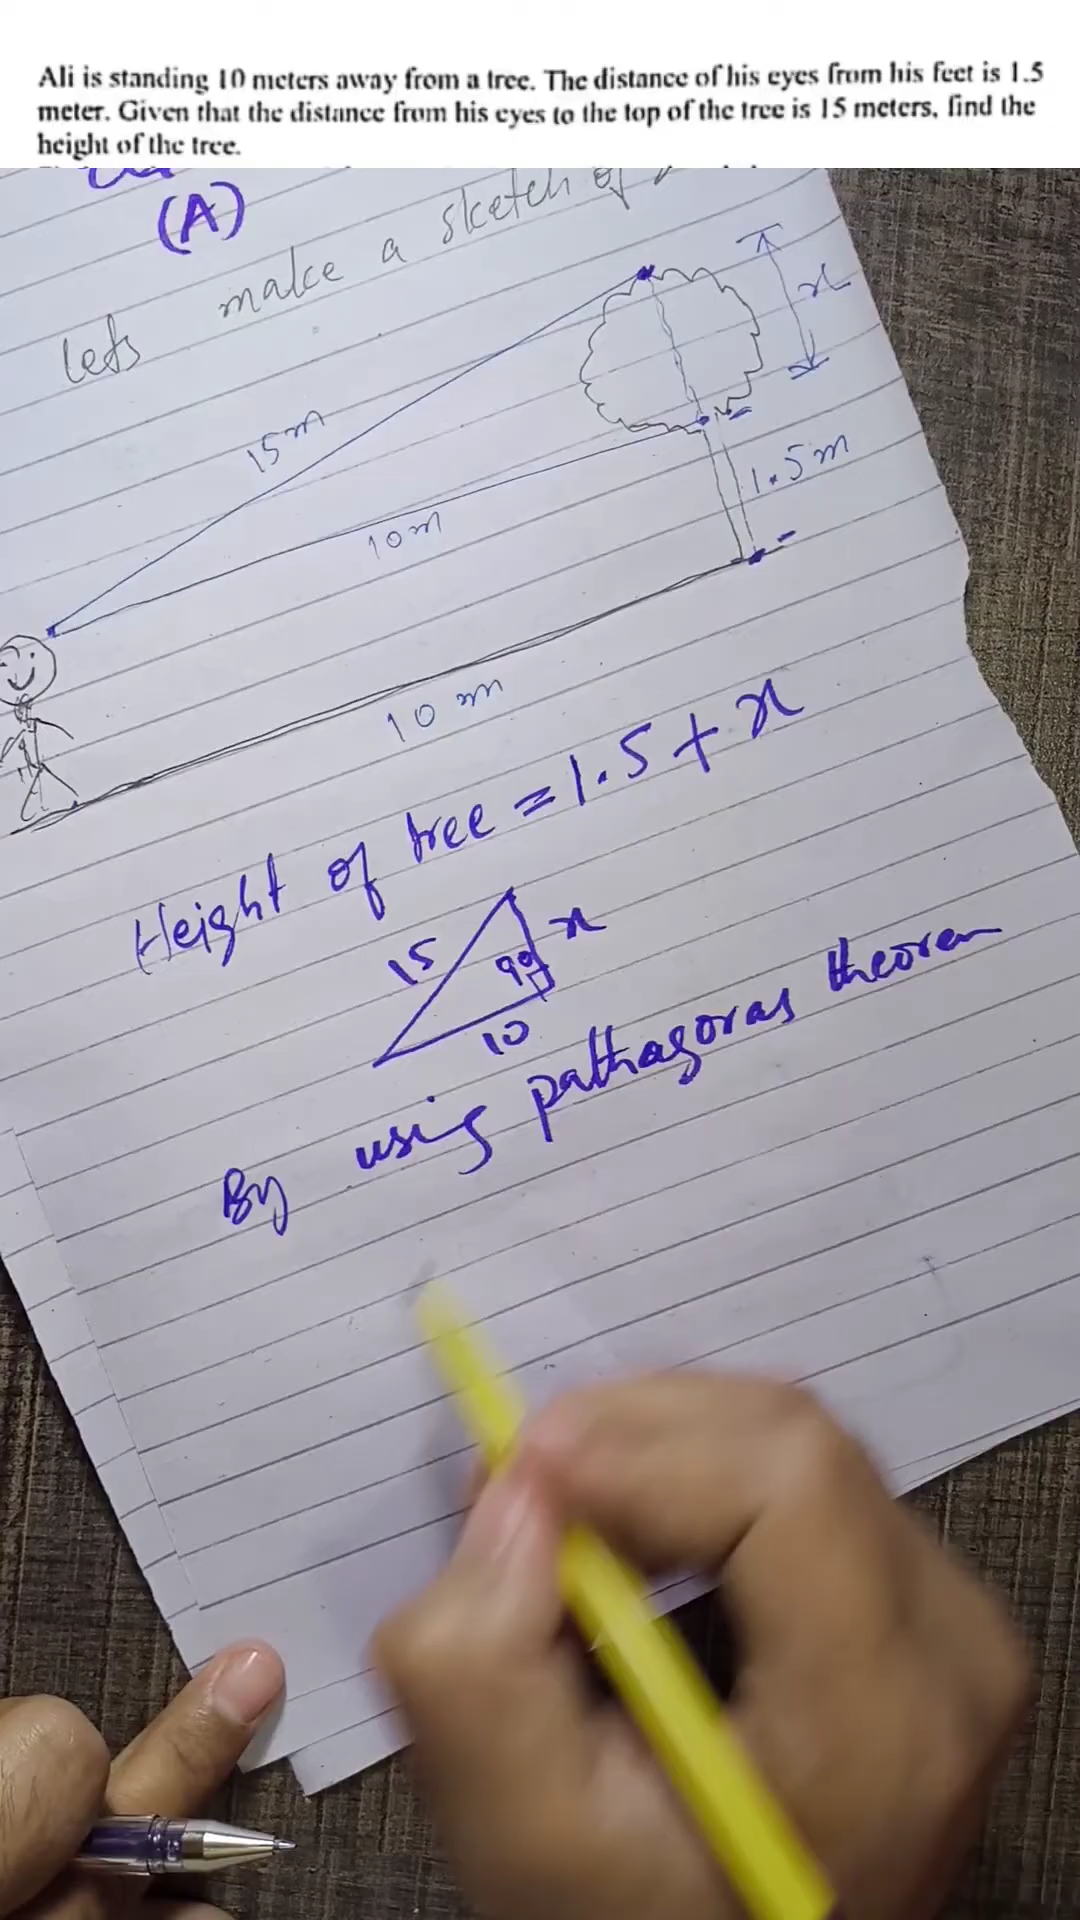 Ali is standing 10 meters away from a tree. The distance of his eyes from his feet is 1.5
meter. Given that the distance from his eyes to the top of the tree is 15 meters, find the
height of the tree.
(A)
lets make a sketch of
x
15m
1.5m
10m
10 m
Height of tree = 1.5 + x
15
90
x
10
By using pathagoras theorem